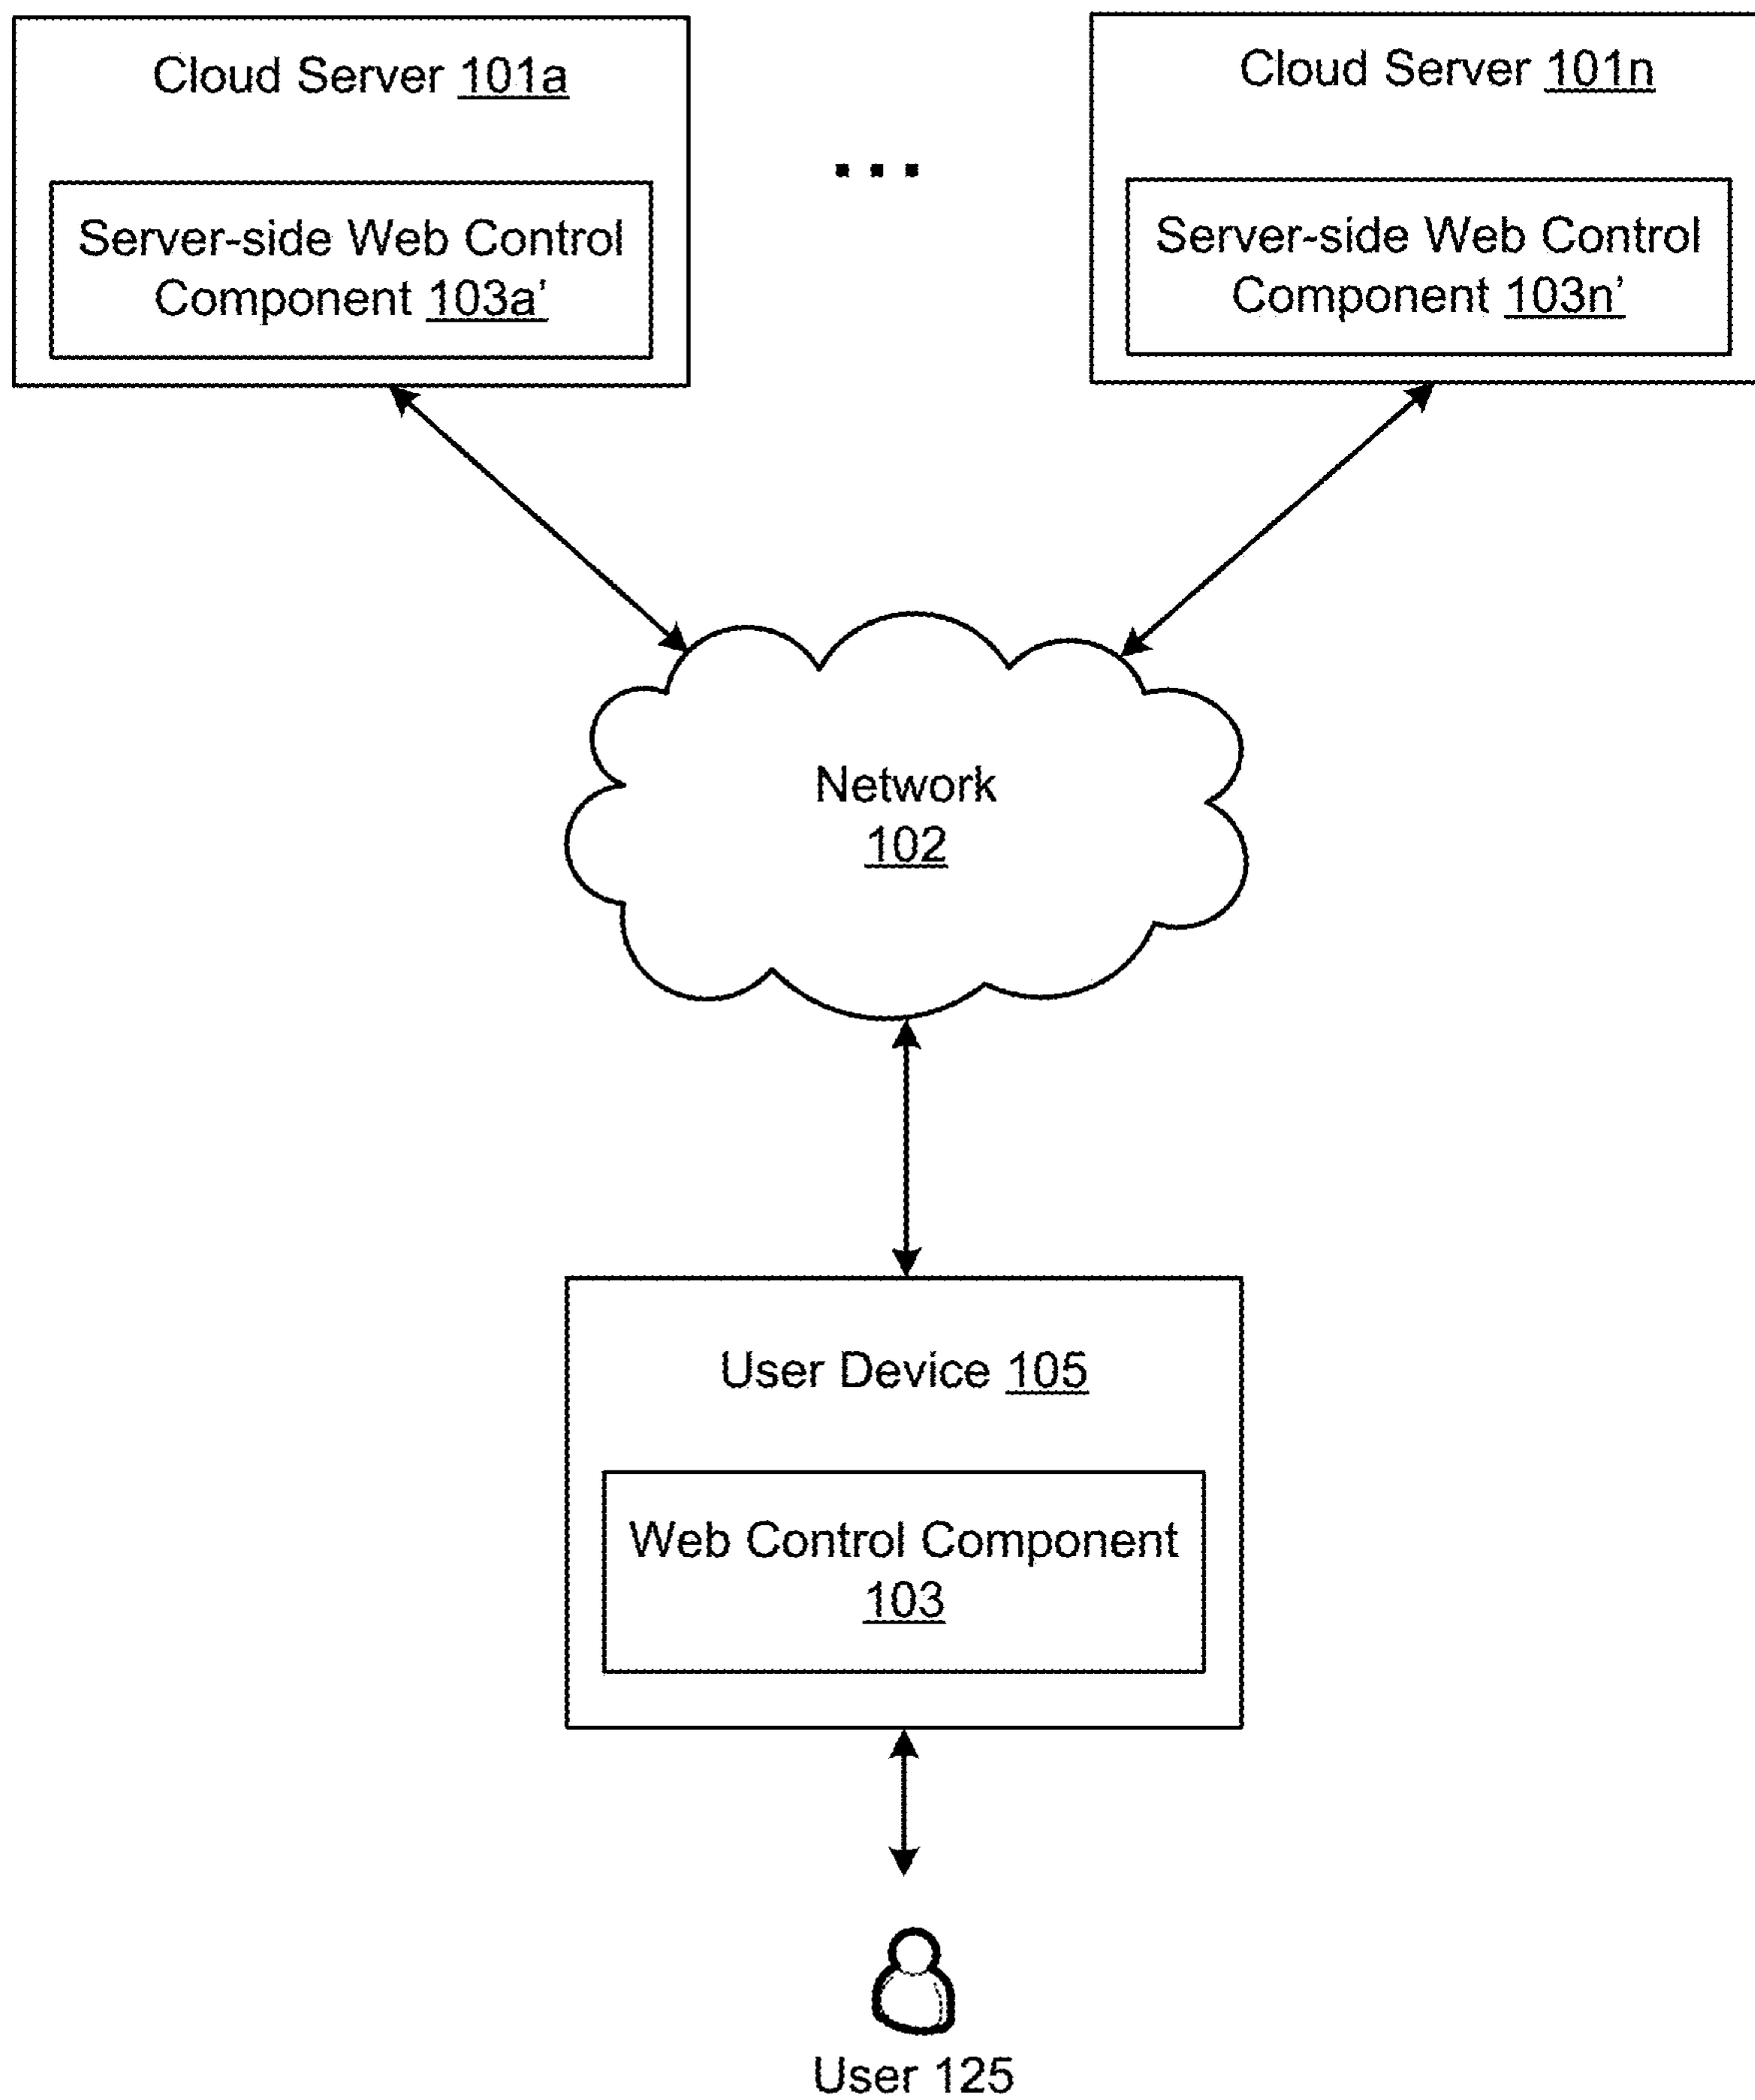 Cloud Server 101a
Server-side Web Control
Component 103a’
...
Cloud Server 101n
Server-side Web Control
Component 103n’
Network
102
User Device 105
Web Control Component
103
User 125